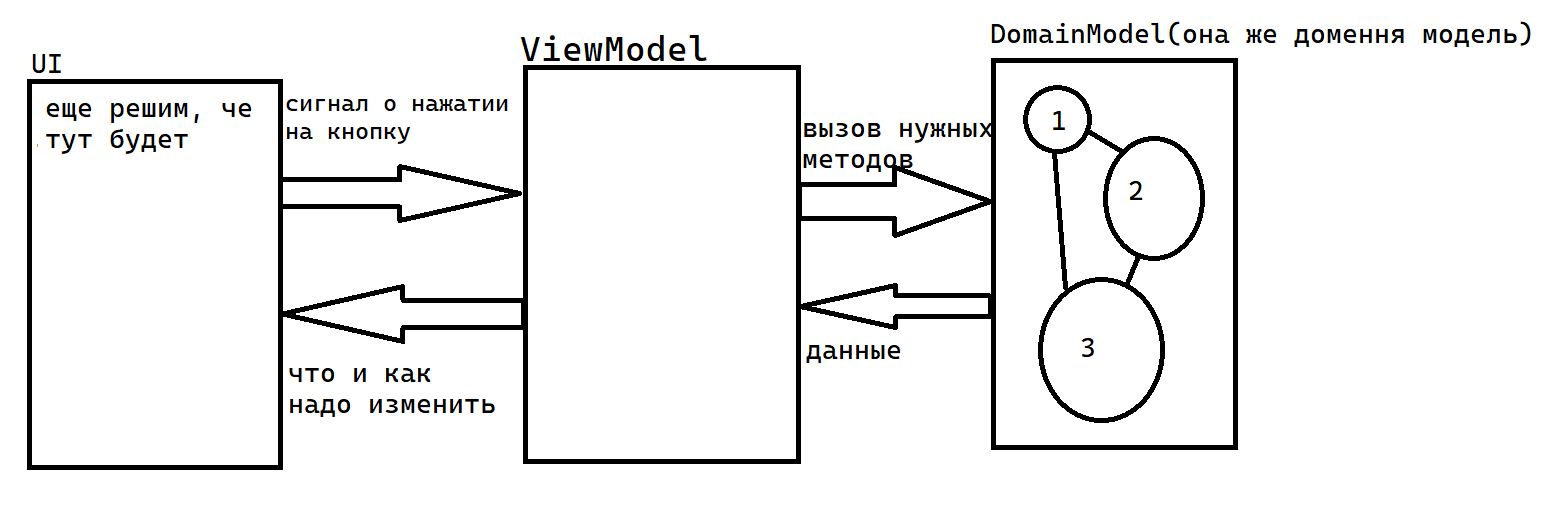 UI
еще решим, че
тут будет
сигнал о нажатии
на кнопку
что и как
надо изменить
ViewModel
вызов нужных
методов
данные
DomainModel(она же домення модель)
1
2
3